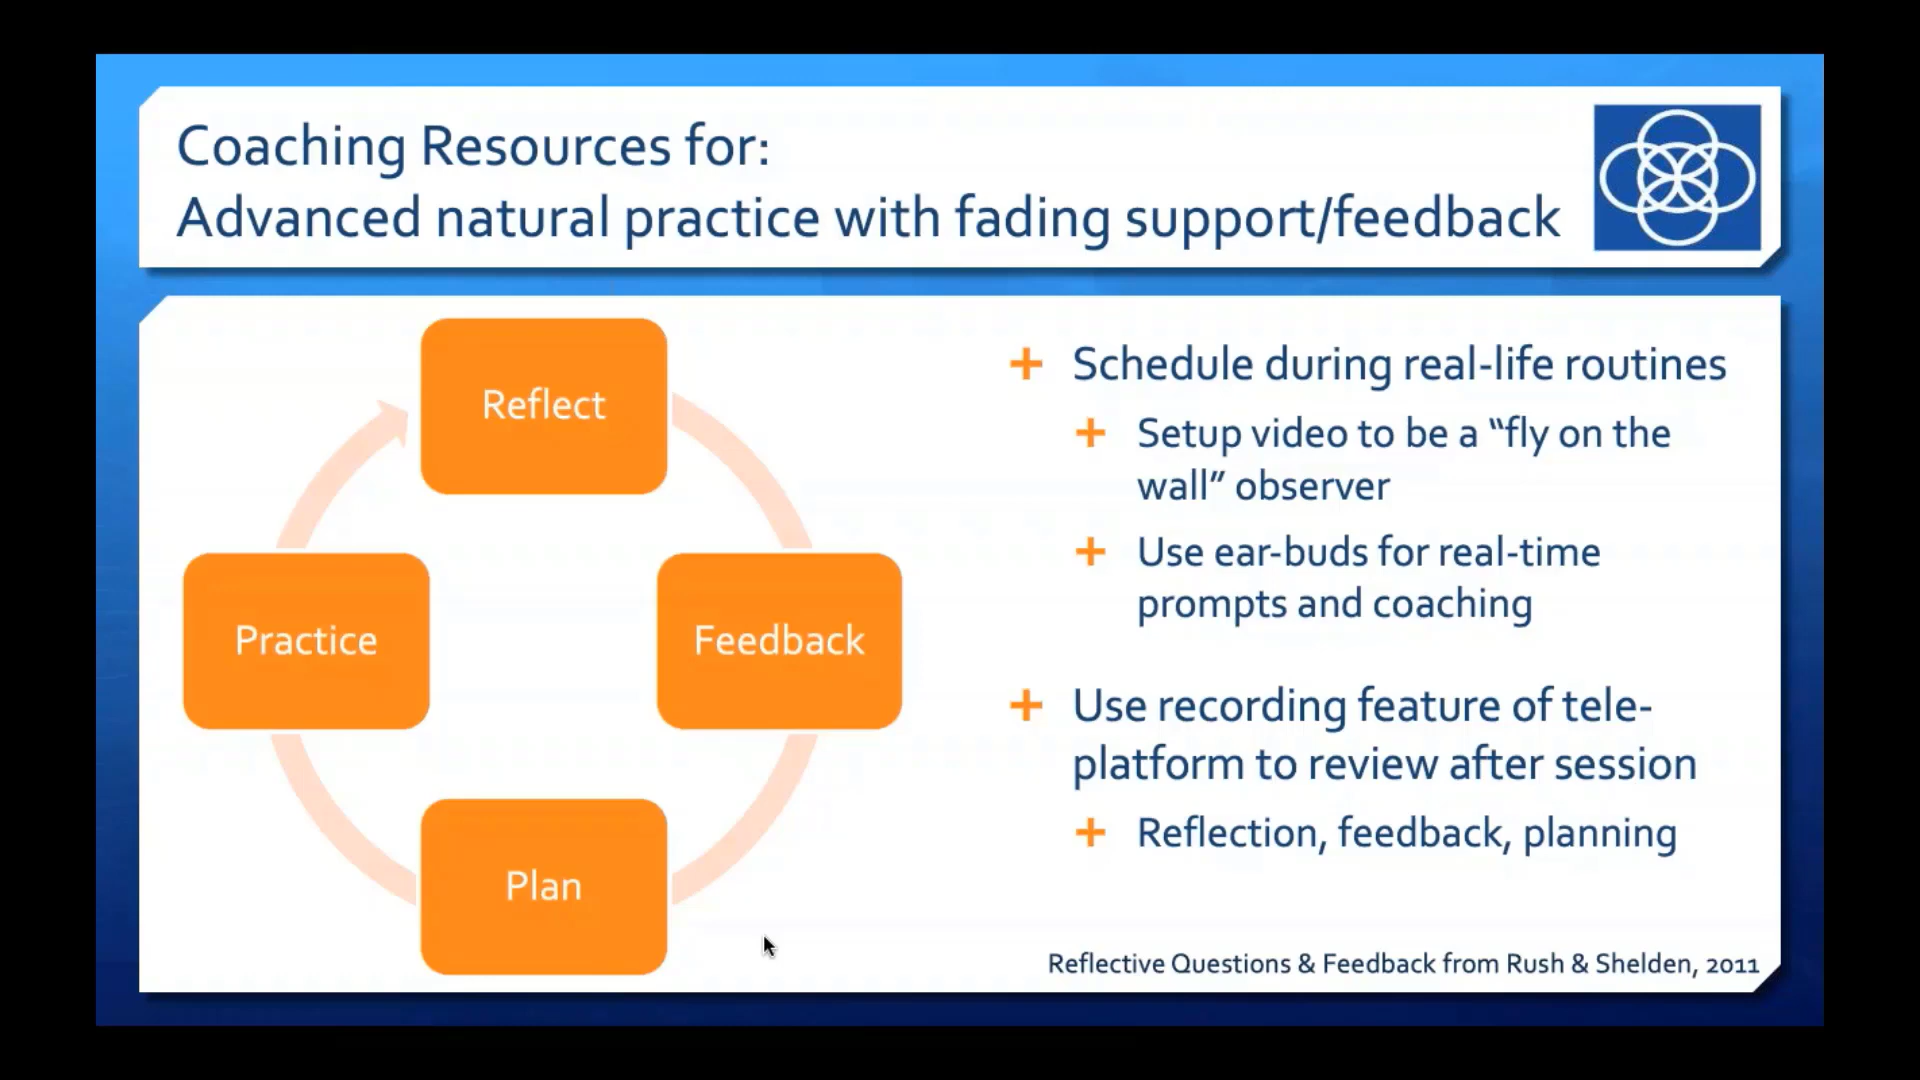 Coaching Resources for:
Advanced natural practice with fading support/feedback
Reflect
Practice
Feedback
Plan
Schedule during real-life routines
Setup video to be a “fly on the
wall” observer
Use ear-buds for real-time
prompts and coaching
Use recording feature of tele-
platform to review after session
Reflection, feedback, planning
Reflective Questions & Feedback from Rush & Shelden, 2011